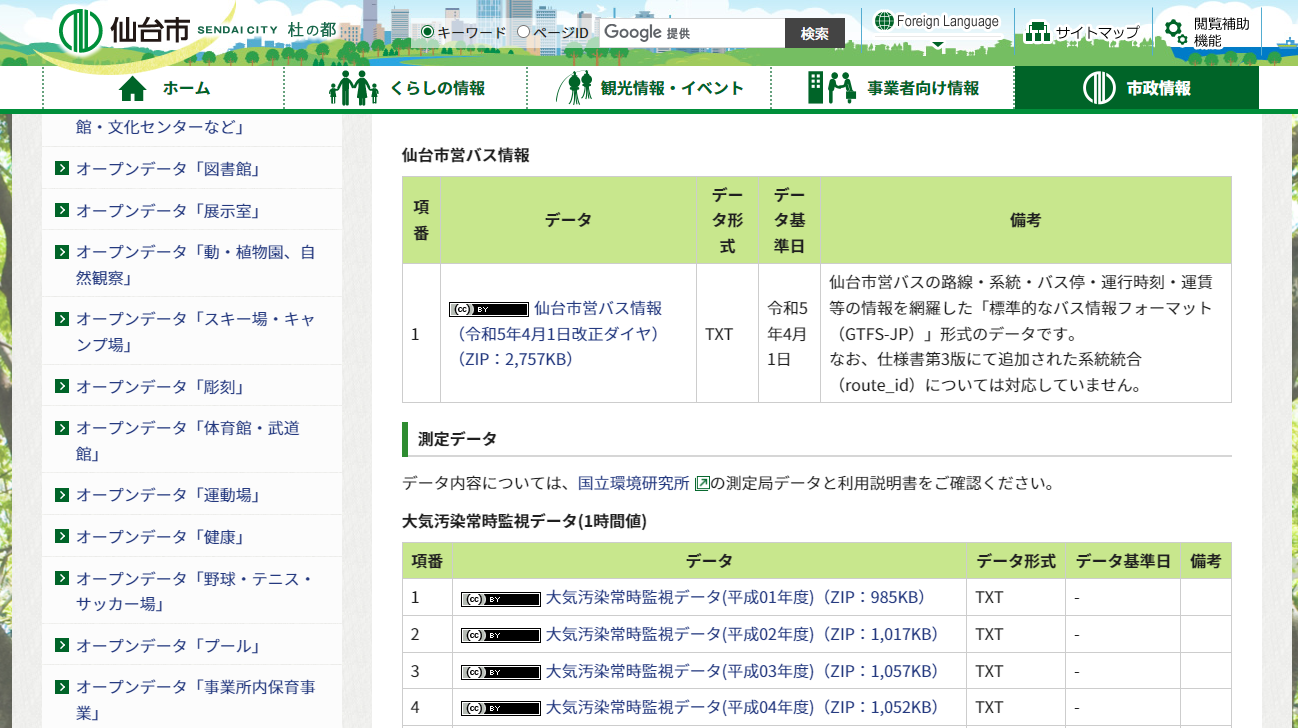 仙台市 SENDAI CITY 杜の都
キーワード ページID Google 提供 検索
Foreign Language
サイトマップ
閲覧補助
機能
ホーム くらしの情報 観光情報・イベント 事業者向け情報 市政情報
館・文化センターなど」
オープンデータ「図書館」
オープンデータ「展示室」
オープンデータ「動・植物園、自
然観察」
オープンデータ「スキー場・キャ
ンプ場」
オープンデータ「彫刻」
オープンデータ「体育館・武道
館」
オープンデータ「運動場」
オープンデータ「健康」
オープンデータ「野球・テニス・
サッカー場」
オープンデータ「プール」
オープンデータ「事業所内保育事
業」
仙台市営バス情報
項
番
データ
デー
タ形
式
デー
タ基
準日
備考
1
(cc) BY 仙台市営バス情報
（令和5年4月1日改正ダイヤ）
（ZIP：2,757KB）
TXT
令和5
年4月
1日
仙台市営バスの路線・系統・バス停・運行時刻・運賃
等の情報を網羅した「標準的なバス情報フォーマット
（GTFS-JP）」形式のデータです。
なお、仕様書第3版にて追加された系統統合
（route_id）については対応していません。
測定データ
データ内容については、国立環境研究所の測定局データと利用説明書をご確認ください。
大気汚染常時監視データ(1時間値)
項番 データ データ形式 データ基準日 備考
1 (cc) BY 大気汚染常時監視データ(平成01年度)（ZIP：985KB） TXT -
2 (cc) BY 大気汚染常時監視データ(平成02年度)（ZIP：1,017KB） TXT -
3 (cc) BY 大気汚染常時監視データ(平成03年度)（ZIP：1,057KB） TXT -
4 (cc) BY 大気汚染常時監視データ(平成04年度)（ZIP：1,052KB） TXT -